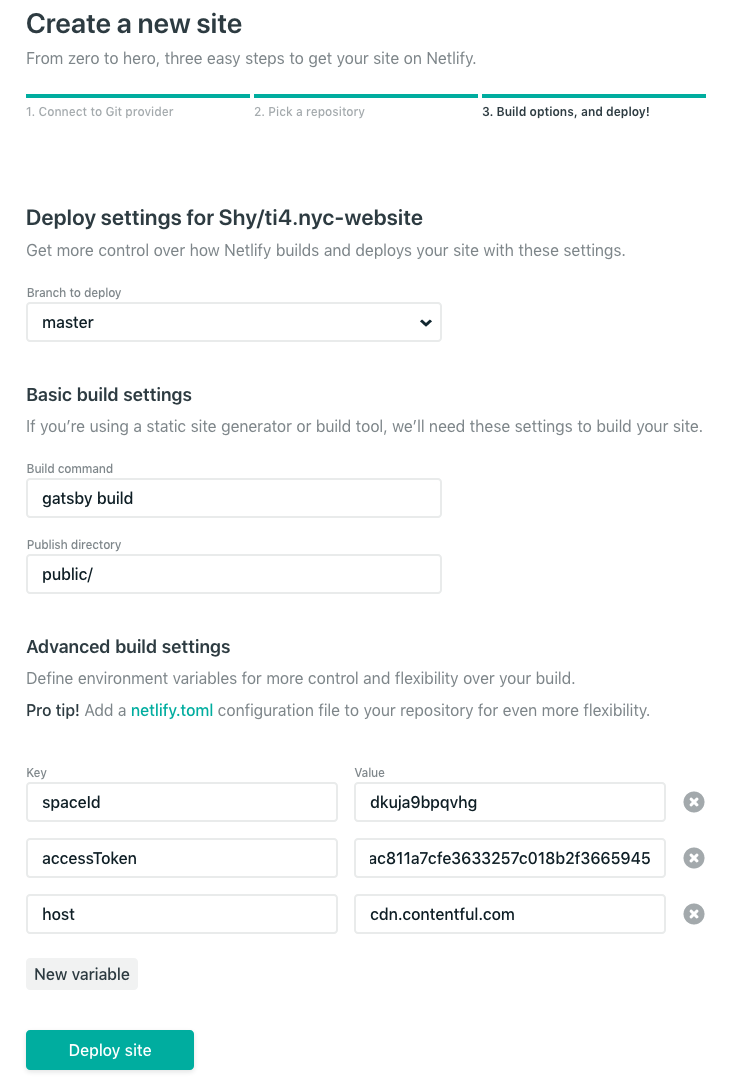 Create a new site
From zero to hero, three easy steps to get your site on Netlify.
1. Connect to Git provider
2. Pick a repository
3. Build options, and deploy!
Deploy settings for Shy/ti4.nyc-website
Get more control over how Netlify builds and deploys your site with these settings.
Branch to deploy
master
Basic build settings
If you’re using a static site generator or build tool, we’ll need these settings to build your site.
Build command
gatsby build
Publish directory
public/
Advanced build settings
Define environment variables for more control and flexibility over your build.
Pro tip! Add a netlify.toml configuration file to your repository for even more flexibility.
Key Value
spaceId dkuja9bpqvhg
accessToken ac811a7cfe3633257c018b2f3665945
host cdn.contentful.com
New variable
Deploy site